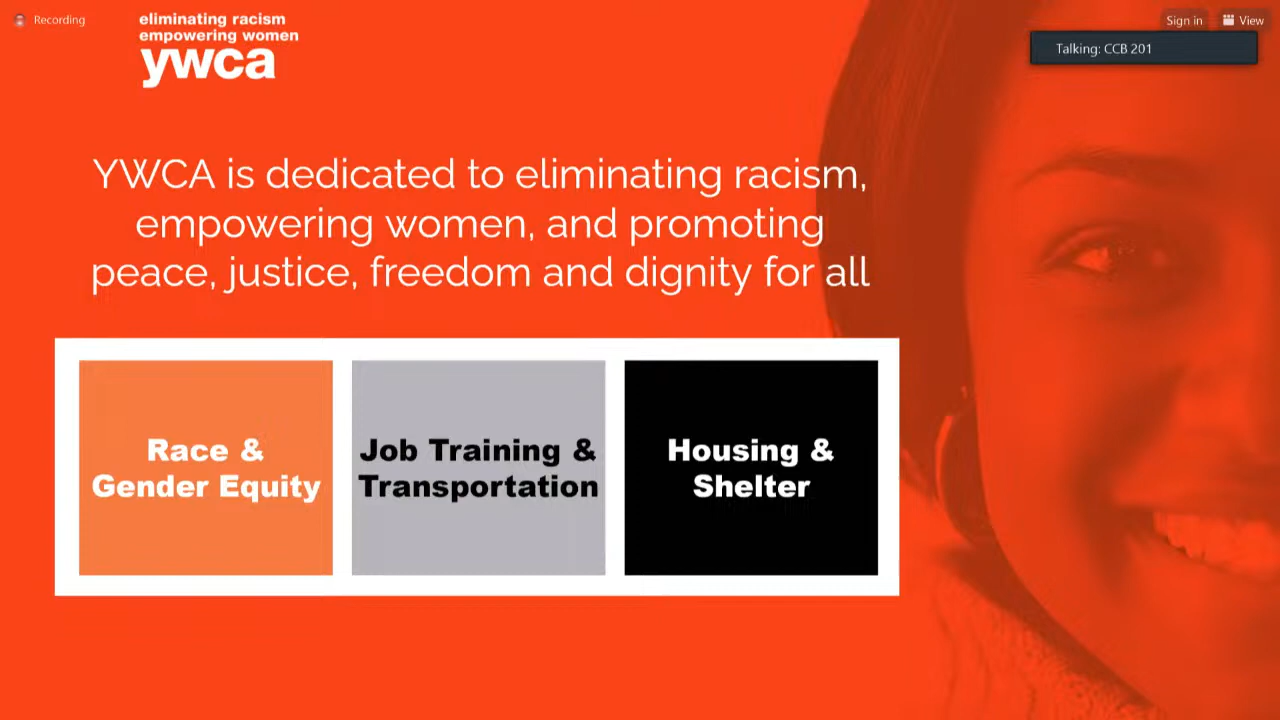 Recording
eliminating racism
empowering women
ywca
Sign in
View
Talking: CCB 201
YWCA is dedicated to eliminating racism,
empowering women, and promoting
peace, justice, freedom and dignity for all
Race &
Gender Equity
Job Training &
Transportation
Housing &
Shelter